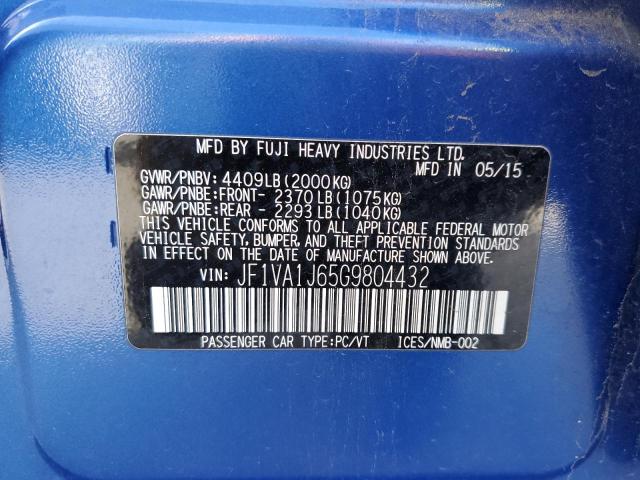 MFD BY FUJI HEAVY INDUSTRIES LTD.
MFD IN 05/15
GVWR/PNBV: 4409LB(2000KG)
GAWR/PNBE:FRONT- 2370LB(1075KG)
GAWR/PNBE:REAR - 2293LB(1040KG)
THIS VEHICLE CONFORMS TO ALL APPLICABLE FEDERAL MOTOR
VEHICLE SAFETY, BUMPER, AND THEFT PREVENTION STANDARDS
IN EFFECT ON THE DATE OF MANUFACTURE SHOWN ABOVE.
VIN: JF1VA1J65G9804432
PASSENGER CAR TYPE:PC/VT ICES/NMB-002